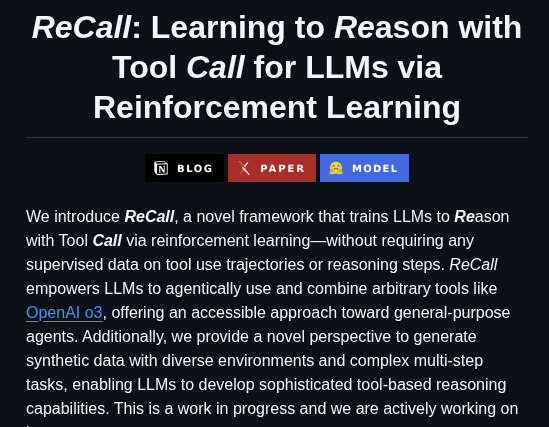 ReCall: Learning to Reason with
Tool Call for LLMs via
Reinforcement Learning
BLOG PAPER MODEL
We introduce ReCall, a novel framework that trains LLMs to Reason
with Tool Call via reinforcement learning—without requiring any
supervised data on tool use trajectories or reasoning steps. ReCall
empowers LLMs to agentically use and combine arbitrary tools like
OpenAI o3, offering an accessible approach toward general-purpose
agents. Additionally, we provide a novel perspective to generate
synthetic data with diverse environments and complex multi-step
tasks, enabling LLMs to develop sophisticated tool-based reasoning
capabilities. This is a work in progress and we are actively working on